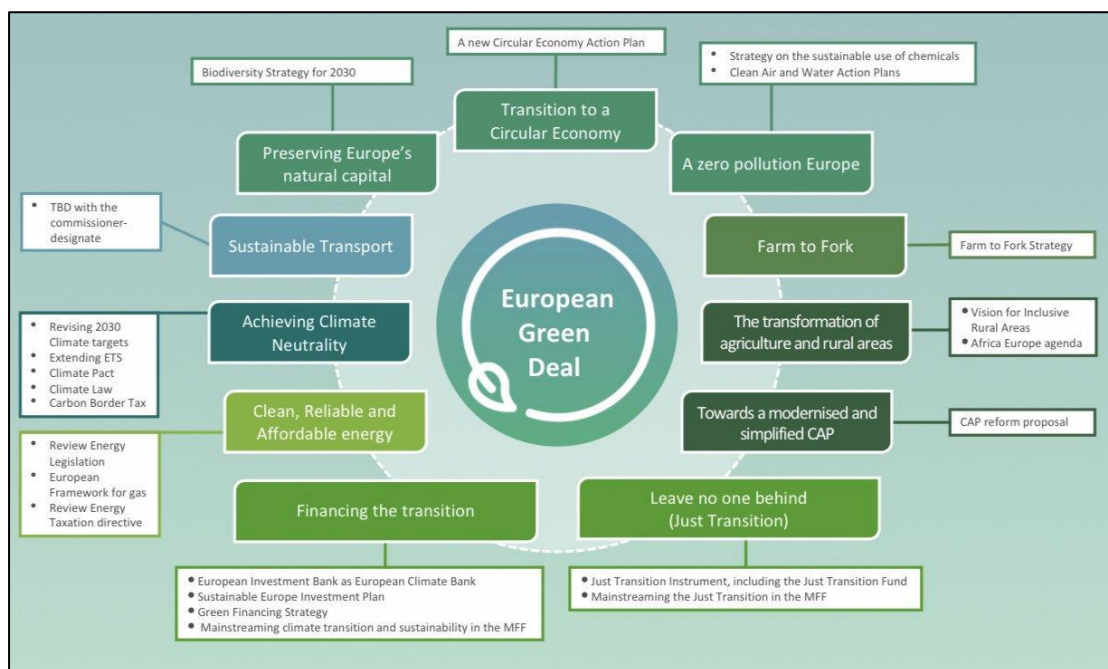 A new Circular Economy Action Plan
Biodiversity Strategy for 2030
• Strategy on the sustainable use of chemicals
• Clean Air and Water Action Plans
Transition to a
Circular Economy
Preserving Europe's
natural capital
A zero pollution Europe
• TBD with the
commissioner-
designate
Sustainable Transport
Farm to Fork
Farm to Fork Strategy
European
Green
Deal
• Revising 2030
Climate targets
• Extending ETS
• Climate Pact
• Climate Law
• Carbon Border Tax
Achieving Climate
Neutrality
The transformation of
agriculture and rural areas
• Vision for Inclusive
Rural Areas
• Africa Europe agenda
Clean, Reliable and
Affordable energy
Towards a modernised and
simplified CAP
CAP reform proposal
• Review Energy
Legislation
• European
Framework for gas
• Review Energy
Taxation directive
Financing the transition
Leave no one behind
(Just Transition)
• European Investment Bank as European Climate Bank
• Sustainable Europe Investment Plan
• Green Financing Strategy
• Mainstreaming climate transition and sustainability in the MFF
• Just Transition Instrument, including the Just Transition Fund
• Mainstreaming the Just Transition in the MFF